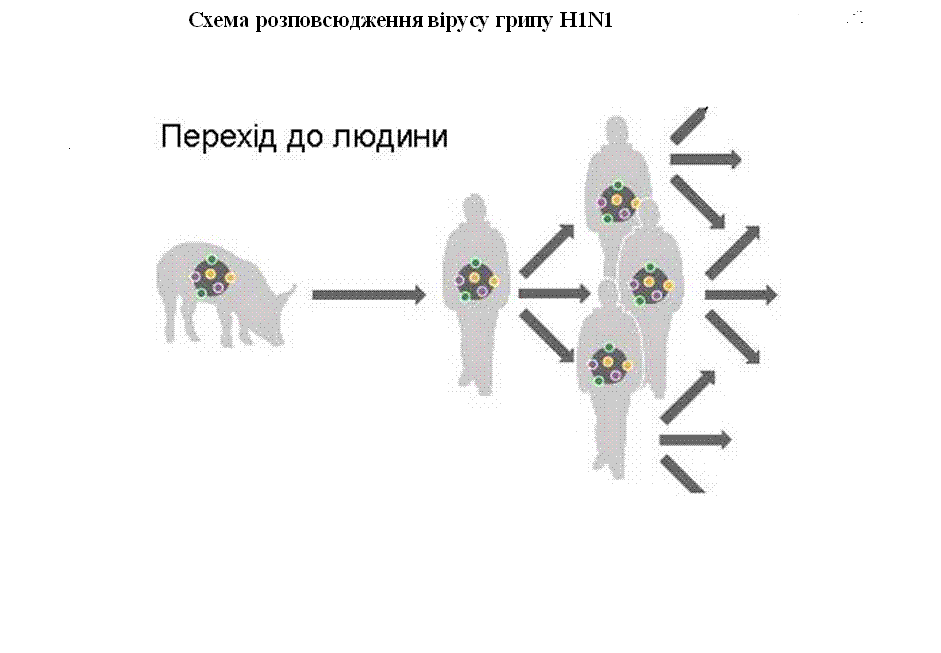 Схема розповсюдження вірусу грипу H1N1
Перехід до людини